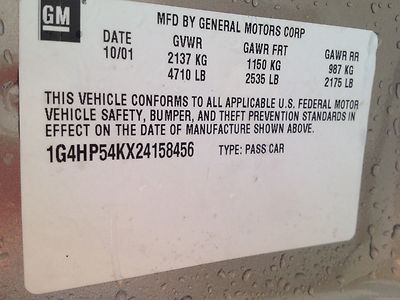 GM
MFD BY GENERAL MOTORS CORP
DATE GVWR GAWR FRT GAWR RR
10/01 2137 KG 1150 KG 987 KG
4710 LB 2535 LB 2175 LB
THIS VEHICLE CONFORMS TO ALL APPLICABLE U.S. FEDERAL MOTOR
VEHICLE SAFETY, BUMPER, AND THEFT PREVENTION STANDARDS IN
EFFECT ON THE DATE OF MANUFACTURE SHOWN ABOVE.
1G4HP54KX24158456 TYPE: PASS CAR